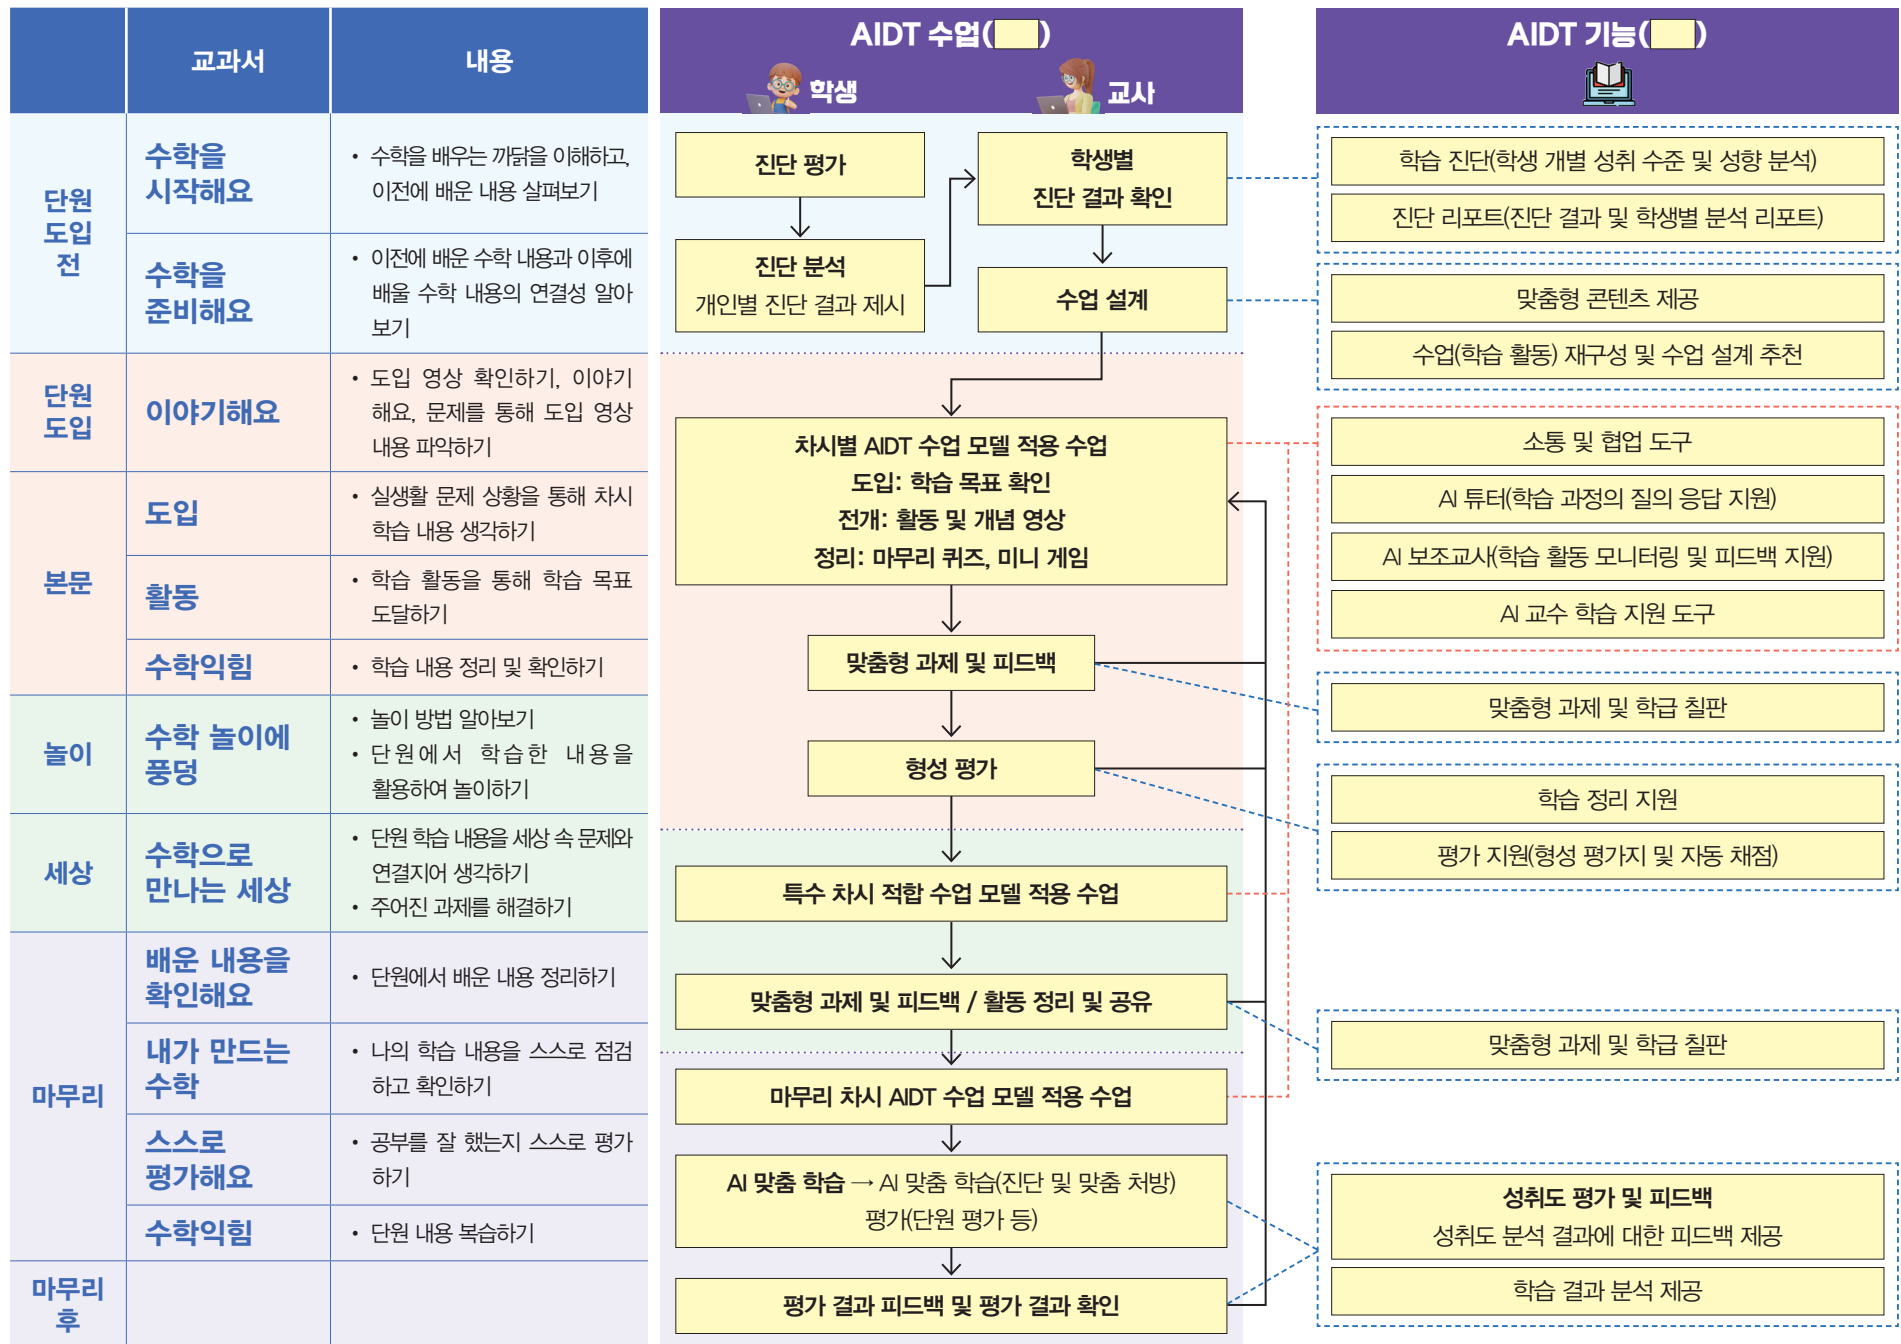 교과서
내용
단원
도입
전
수학을
시작해요
• 수학을 배우는 까닭을 이해하고,
이전에 배운 내용 살펴보기
수학을
준비해요
• 이전에 배운 수학 내용과 이후에
배울 수학 내용의 연결성 알아
보기
단원
도입
이야기해요
• 도입 영상 확인하기, 이야기
해요, 문제를 통해 도입 영상
내용 파악하기
본문
도입
• 실생활 문제 상황을 통해 차시
학습 내용 생각하기
활동
• 학습 활동을 통해 학습 목표
도달하기
수학익힘
• 학습 내용 정리 및 확인하기
놀이
수학 놀이에
풍덩
• 놀이 방법 알아보기
• 단원에서 학습한 내용을
활용하여 놀이하기
세상
수학으로
만나는 세상
• 단원 학습 내용을 세상 속 문제와
연결지어 생각하기
• 주어진 과제를 해결하기
마무리
배운 내용을
확인해요
• 단원에서 배운 내용 정리하기
내가 만드는
수학
• 나의 학습 내용을 스스로 점검
하고 확인하기
스스로
평가해요
• 공부를 잘 했는지 스스로 평가
하기
수학익힘
• 단원 내용 복습하기
마무리
후
AIDT 수업( )
학생
교사
진단 평가
진단 분석
개인별 진단 결과 제시
학생별
진단 결과 확인
수업 설계
차시별 AIDT 수업 모델 적용 수업
도입: 학습 목표 확인
전개: 활동 및 개념 영상
정리: 마무리 퀴즈, 미니 게임
맞춤형 과제 및 피드백
형성 평가
특수 차시 적합 수업 모델 적용 수업
맞춤형 과제 및 피드백 / 활동 정리 및 공유
마무리 차시 AIDT 수업 모델 적용 수업
AI 맞춤 학습 → AI 맞춤 학습(진단 및 맞춤 처방)
평가(단원 평가 등)
평가 결과 피드백 및 평가 결과 확인
AIDT 기능( )
학습 진단(학생 개별 성취 수준 및 성향 분석)
진단 리포트(진단 결과 및 학생별 분석 리포트)
맞춤형 콘텐츠 제공
수업(학습 활동) 재구성 및 수업 설계 추천
소통 및 협업 도구
AI 튜터(학습 과정의 질의 응답 지원)
AI 보조교사(학습 활동 모니터링 및 피드백 지원)
AI 교수 학습 지원 도구
맞춤형 과제 및 학급 칠판
학습 정리 지원
평가 지원(형성 평가지 및 자동 채점)
맞춤형 과제 및 학급 칠판
성취도 평가 및 피드백
성취도 분석 결과에 대한 피드백 제공
학습 결과 분석 제공